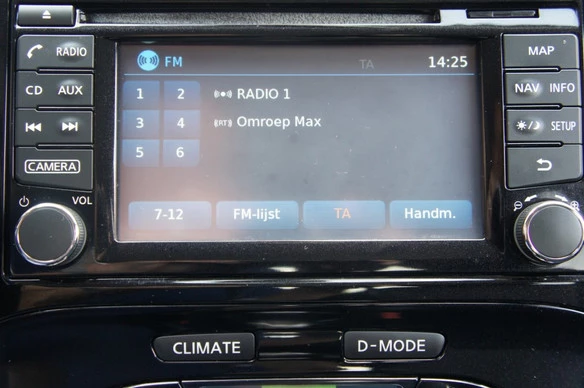 RADIO
CD AUX
CAMERA
VOL
FM TA 14:25
1 2 RADIO 1
3 4 RT Omroep Max
5 6
7-12 FM-lijst TA Handm.
MAP
NAV INFO
SETUP
CLIMATE D-MODE